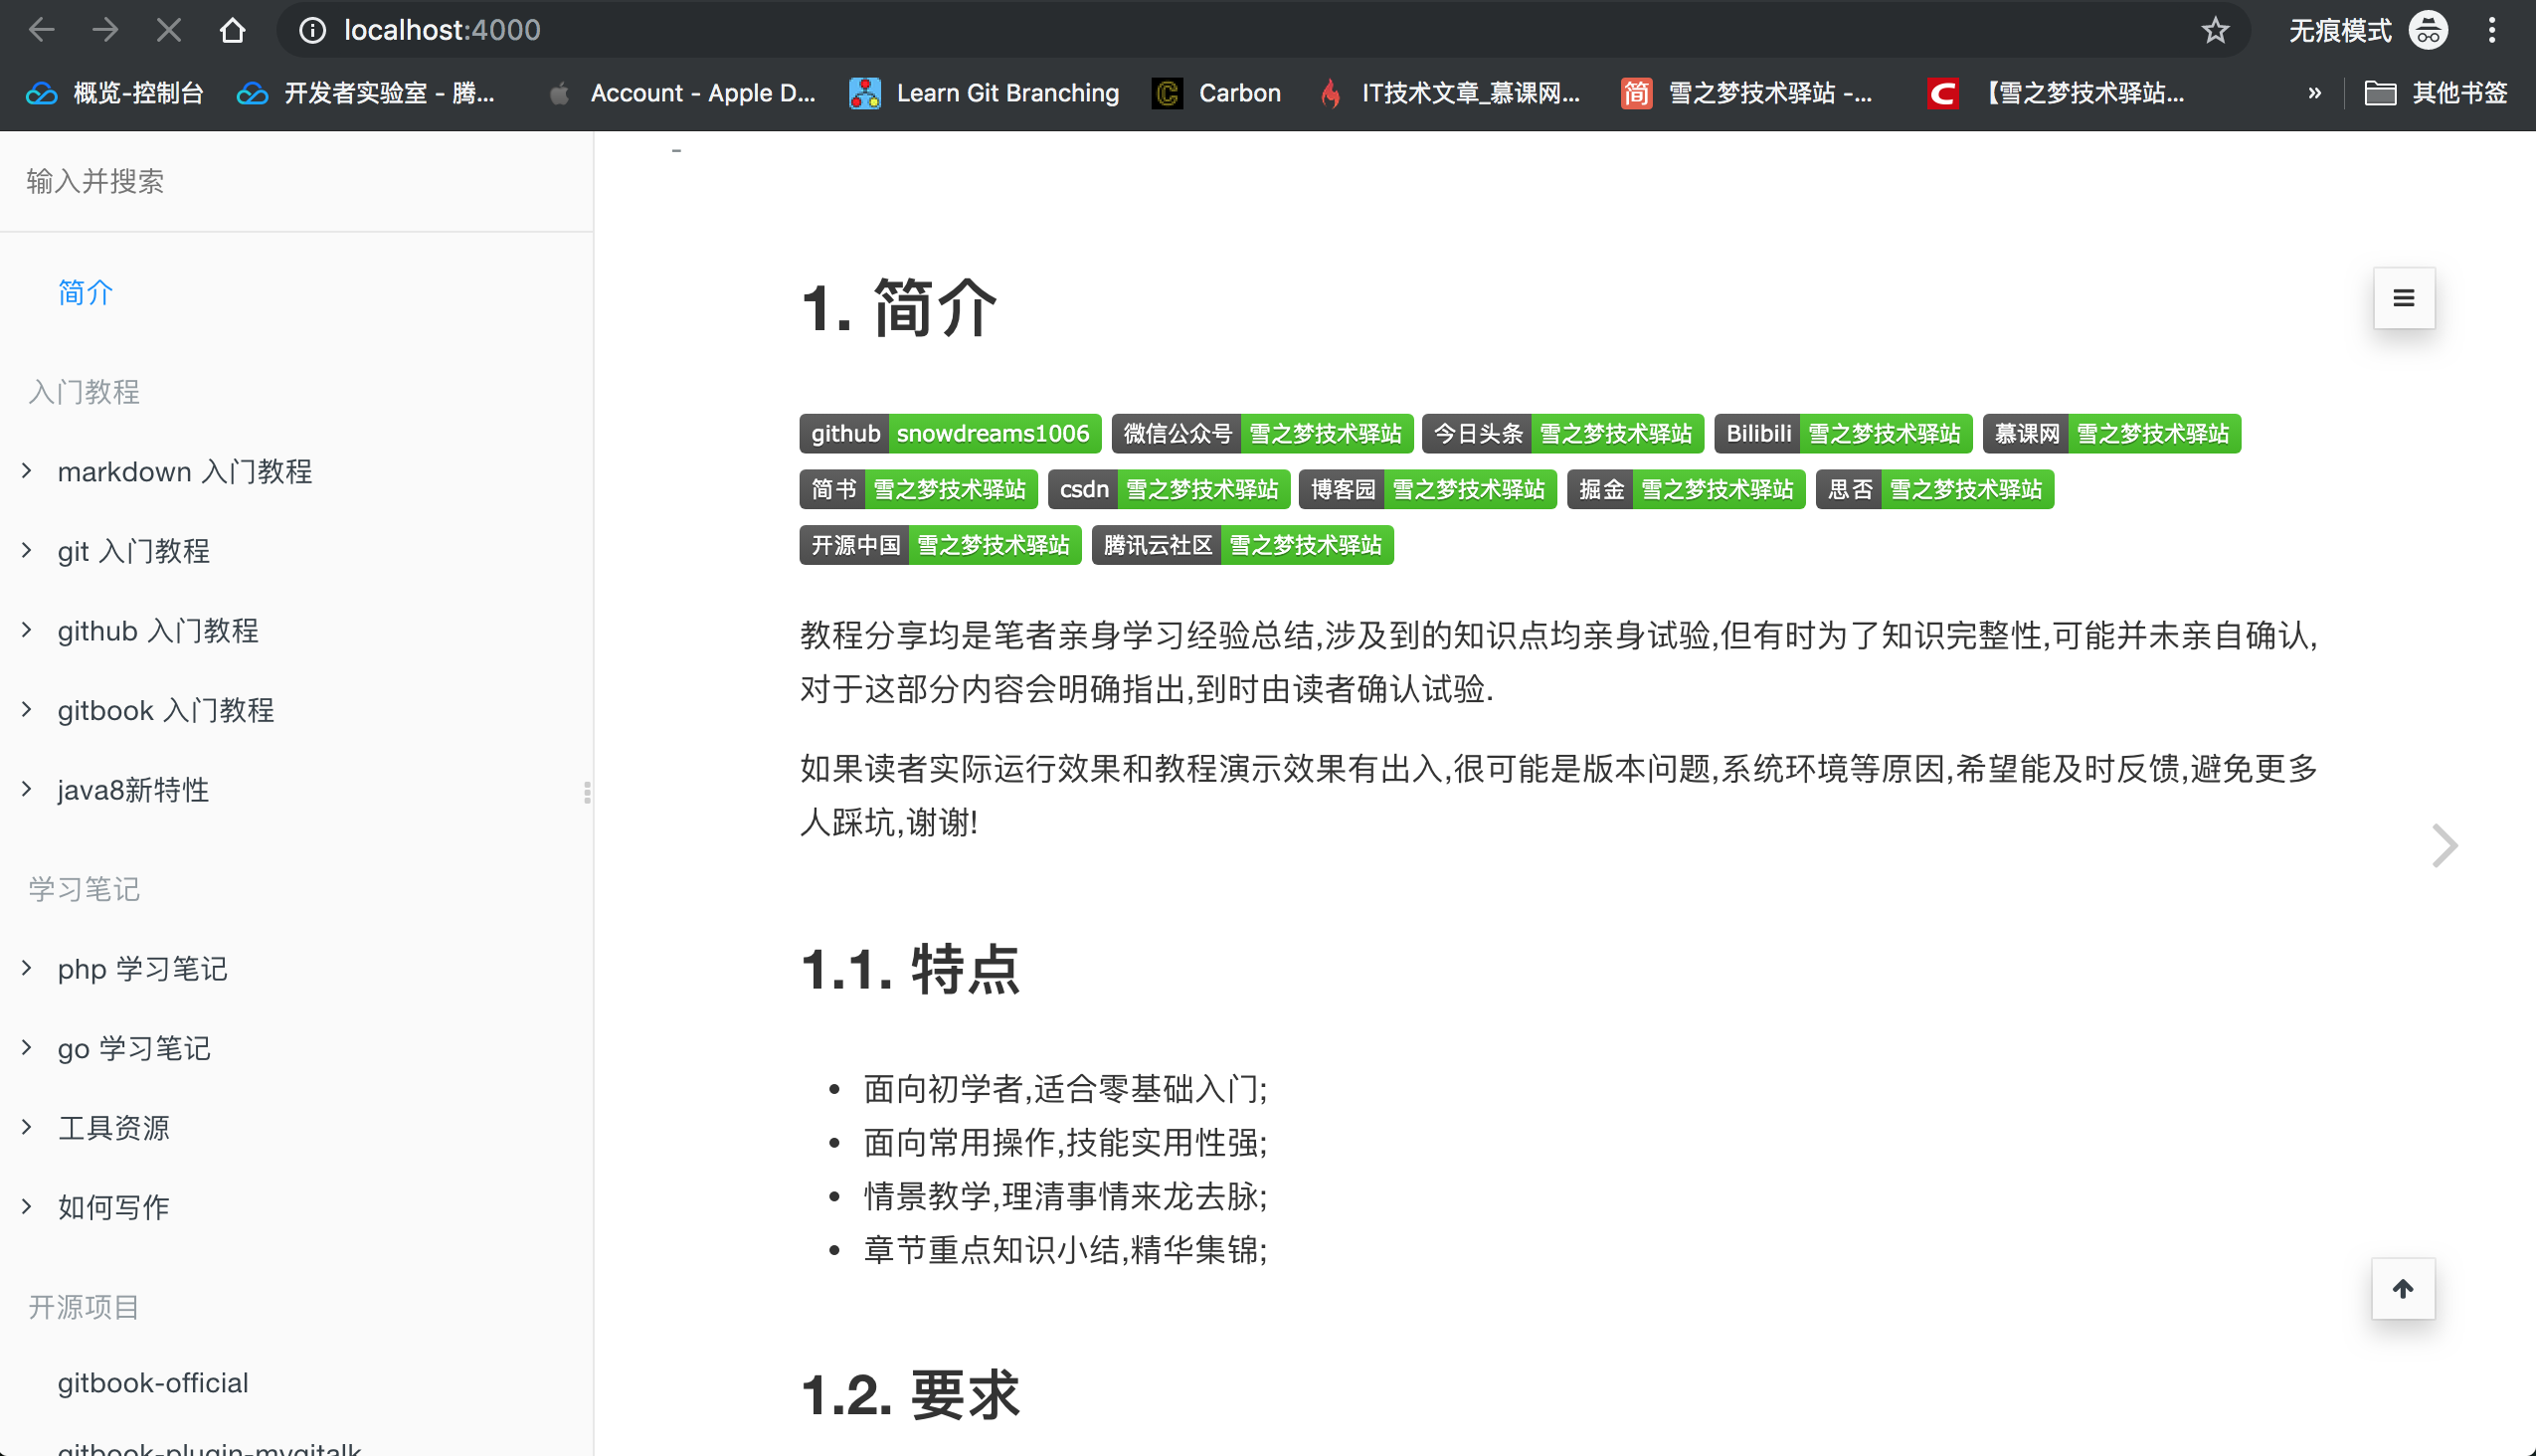 localhost:4000
无痕模式
概览-控制台
开发者实验室 - 腾...
Account - Apple D...
Learn Git Branching
Carbon
IT技术文章_慕课网...
简 雪之梦技术驿站 -...
C 【雪之梦技术驿站...
»
其他书签
输入并搜索
简介
入门教程
markdown 入门教程
git 入门教程
github 入门教程
gitbook 入门教程
java8新特性
学习笔记
php 学习笔记
go 学习笔记
工具资源
如何写作
开源项目
gitbook-official
gitbook-plugin-mygitalk
-
1. 简介
github snowdreams1006 微信公众号 雪之梦技术驿站 今日头条 雪之梦技术驿站 Bilibili 雪之梦技术驿站 慕课网 雪之梦技术驿站
简书 雪之梦技术驿站 csdn 雪之梦技术驿站 博客园 雪之梦技术驿站 掘金 雪之梦技术驿站 思否 雪之梦技术驿站
开源中国 雪之梦技术驿站 腾讯云社区 雪之梦技术驿站
教程分享均是笔者亲身学习经验总结,涉及到的知识点均亲身试验,但有时为了知识完整性,可能并未亲自确认,
对于这部分内容会明确指出,到时由读者确认试验.
如果读者实际运行效果和教程演示效果有出入,很可能是版本问题,系统环境等原因,希望能及时反馈,避免更多
人踩坑,谢谢!
1.1. 特点
• 面向初学者,适合零基础入门;
• 面向常用操作,技能实用性强;
• 情景教学,理清事情来龙去脉;
• 章节重点知识小结,精华集锦;
1.2. 要求